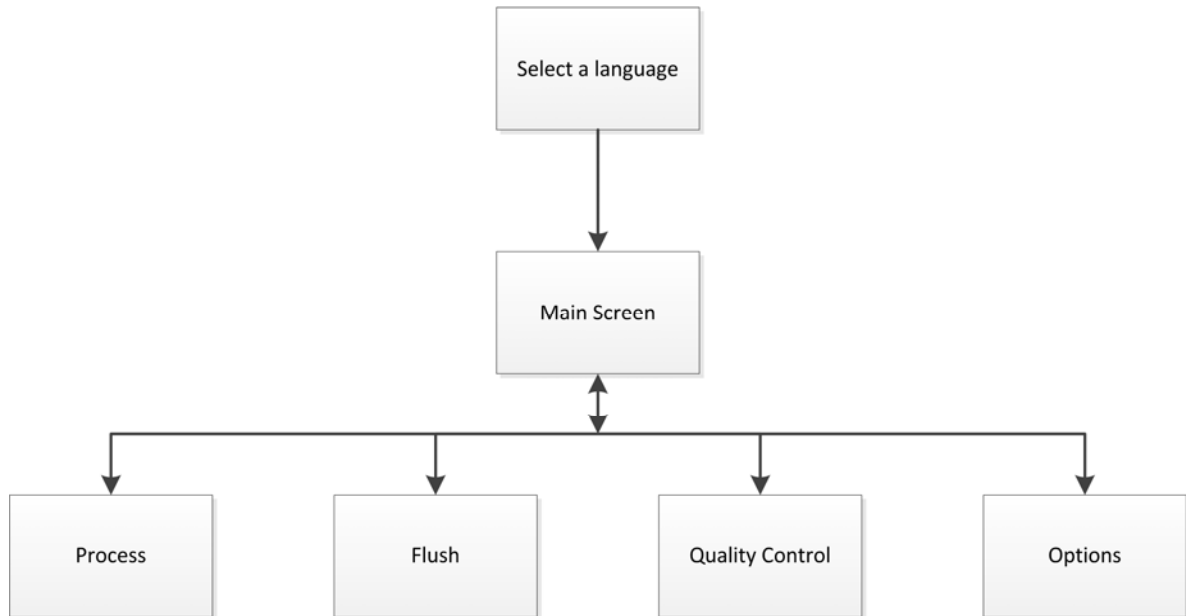 Select a language
Main Screen
Process
Flush
Quality Control
Options